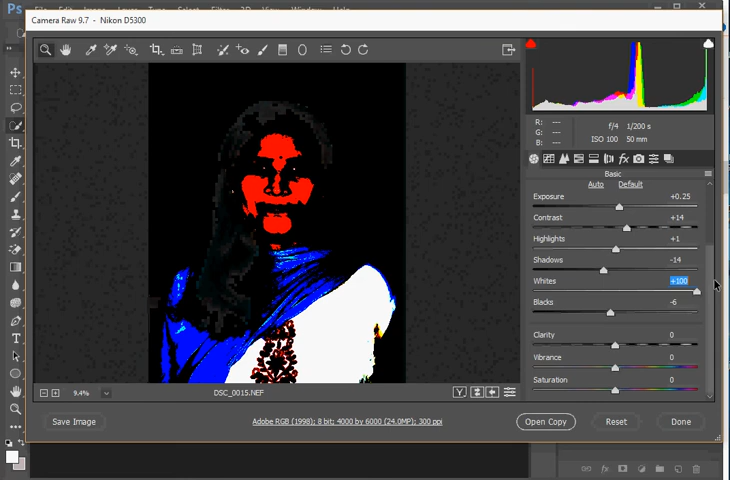 Ps
Camera Raw 9.7 - Nikon D5300
R: ---
G: ---
B: ---
f/4 1/200 s
ISO 100 50 mm
Basic
Auto Default
Exposure +0.25
Contrast +14
Highlights +1
Shadows -14
Whites +100
Blacks -6
Clarity 0
Vibrance 0
Saturation 0
9.4%
DSC_0015.NEF
Y
Save Image
Adobe RGB (1998); 8 bit; 4000 by 6000 (24.0MP); 300 ppi
Open Copy
Reset
Done